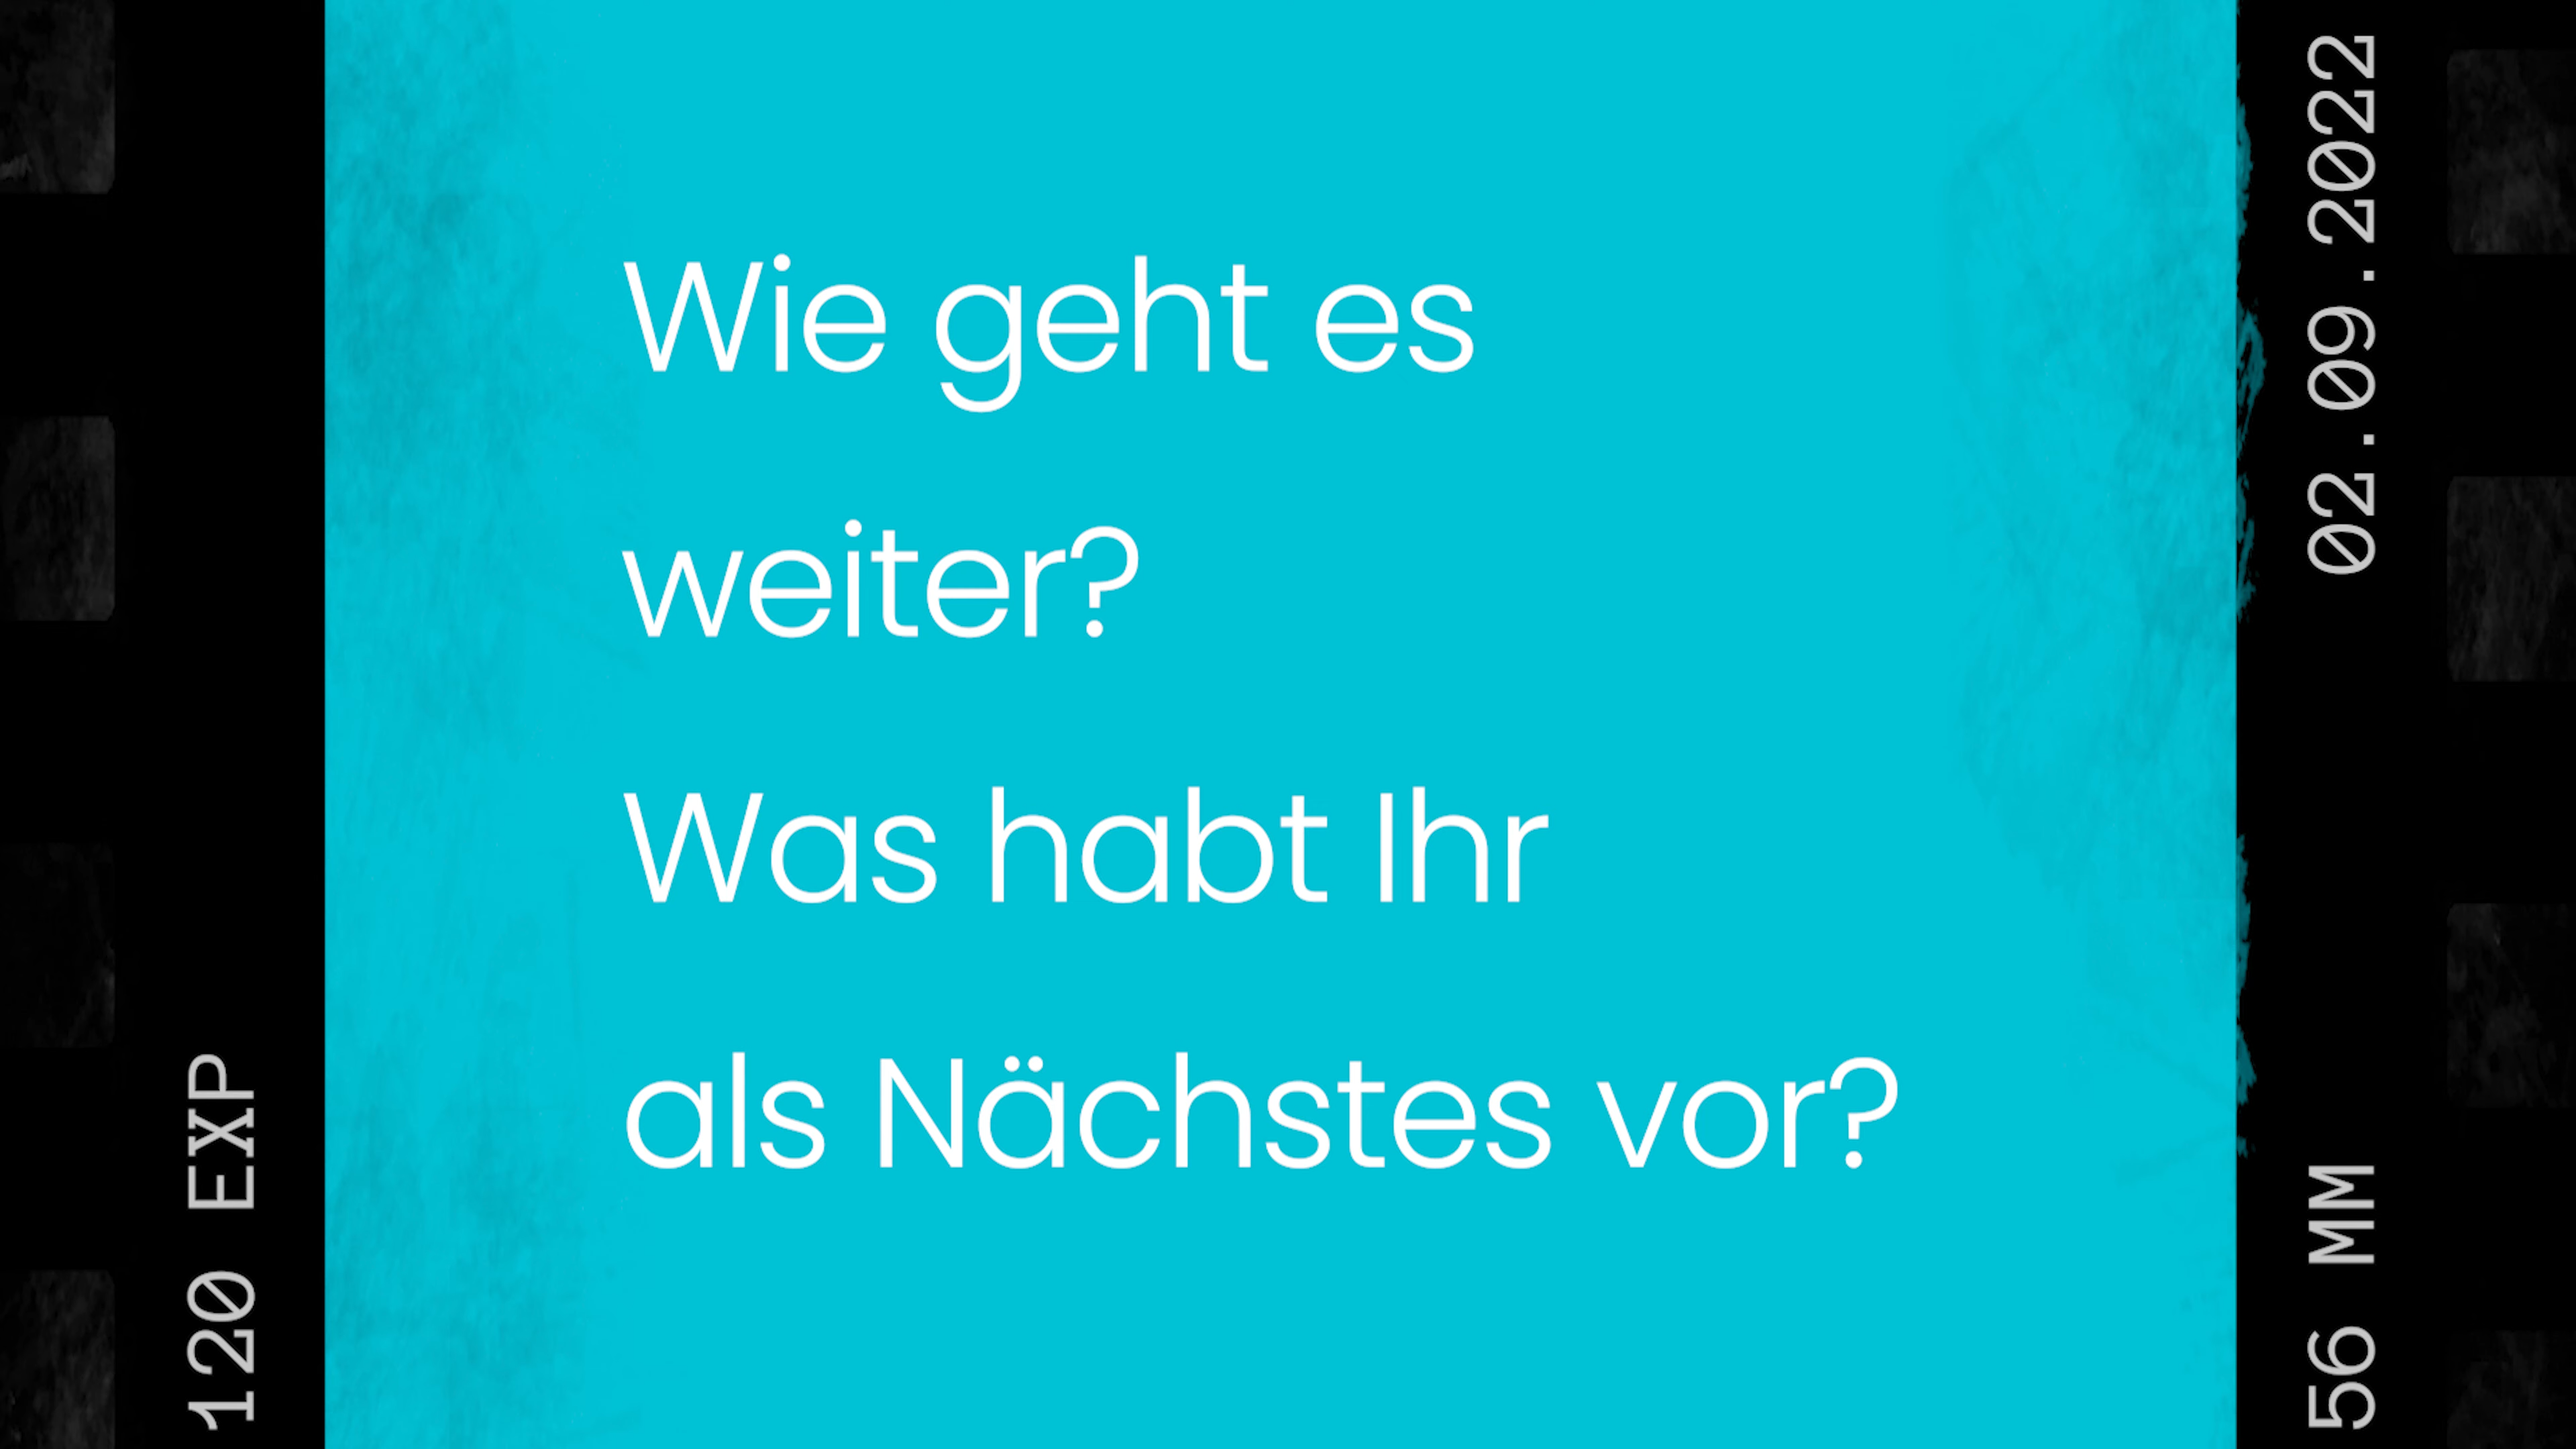 Wie geht es
weiter?
Was habt Ihr
als Nächstes vor?
120 EXP
02.09.2022
56 MM